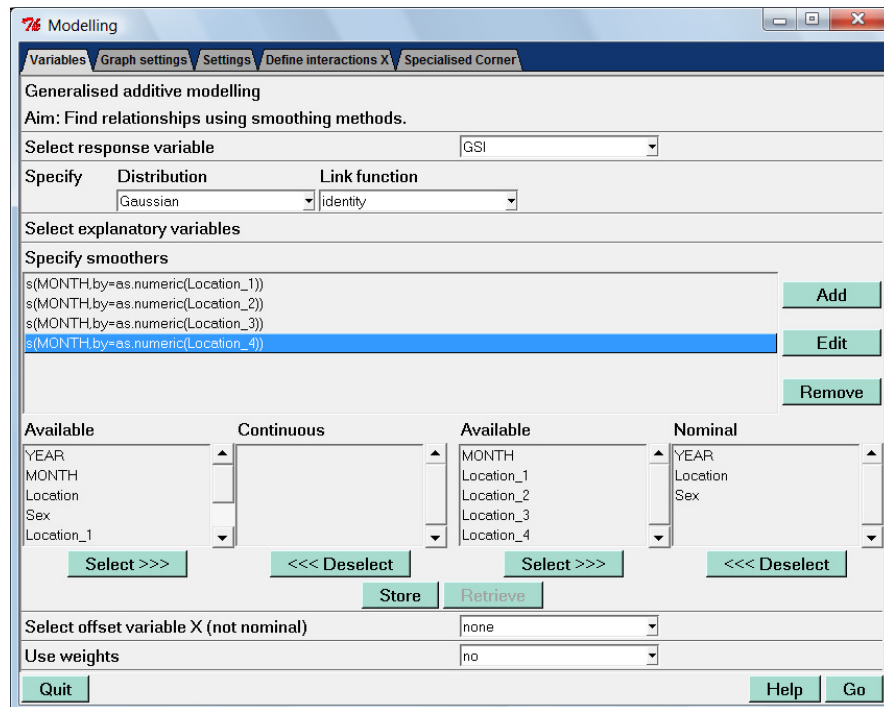 Modelling
Variables Graph settings Settings Define interactions X Specialised Corner
Generalised additive modelling
Aim: Find relationships using smoothing methods.
Select response variable GSI
Specify Distribution Link function
Gaussian identity
Select explanatory variables
Specify smoothers
s(MONTH,by=as.numeric(Location_1))
s(MONTH,by=as.numeric(Location_2))
s(MONTH,by=as.numeric(Location_3))
s(MONTH,by=as.numeric(Location_4))
Add
Edit
Remove
Available Continuous Available Nominal
YEAR MONTH YEAR
MONTH Location_1 Location
Location Location_2 Sex
Sex Location_3
Location_1 Location_4
Select >>> <<< Deselect Select >>> <<< Deselect
Store Retrieve
Select offset variable X (not nominal) none
Use weights no
Quit Help Go